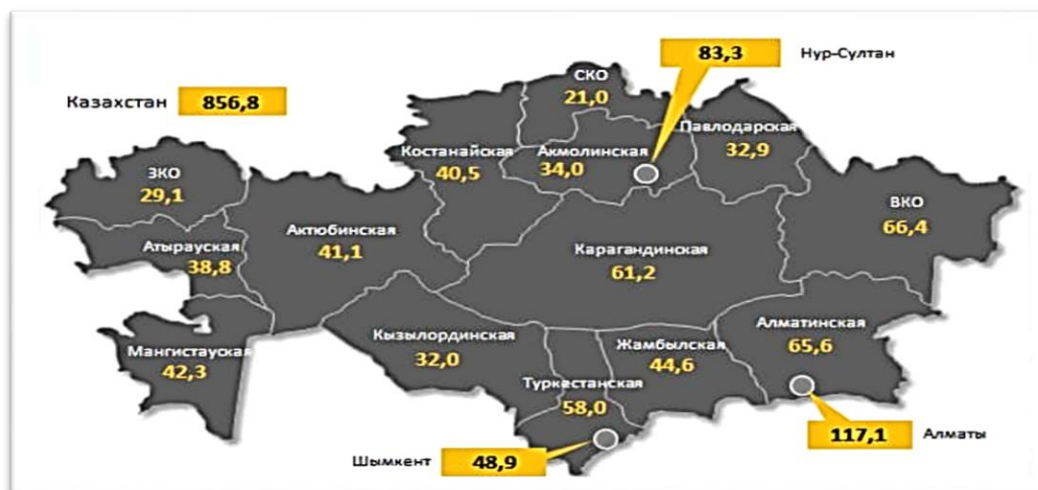 83,3
Нур-Султан
Казахстан 856,8
СКО
21,0
Павлодарская
32,9
Костанайская
40,5
Акмолинская
34,0
ЗКО
29,1
ВКО
66,4
Актюбинская
41,1
Атырауская
38,8
Карагандинская
61,2
Алматинская
65,6
Кызылординская
32,0
Жамбылская
44,6
Мангистауская
42,3
Туркестанская
58,0
117,1 Алматы
Шымкент 48,9